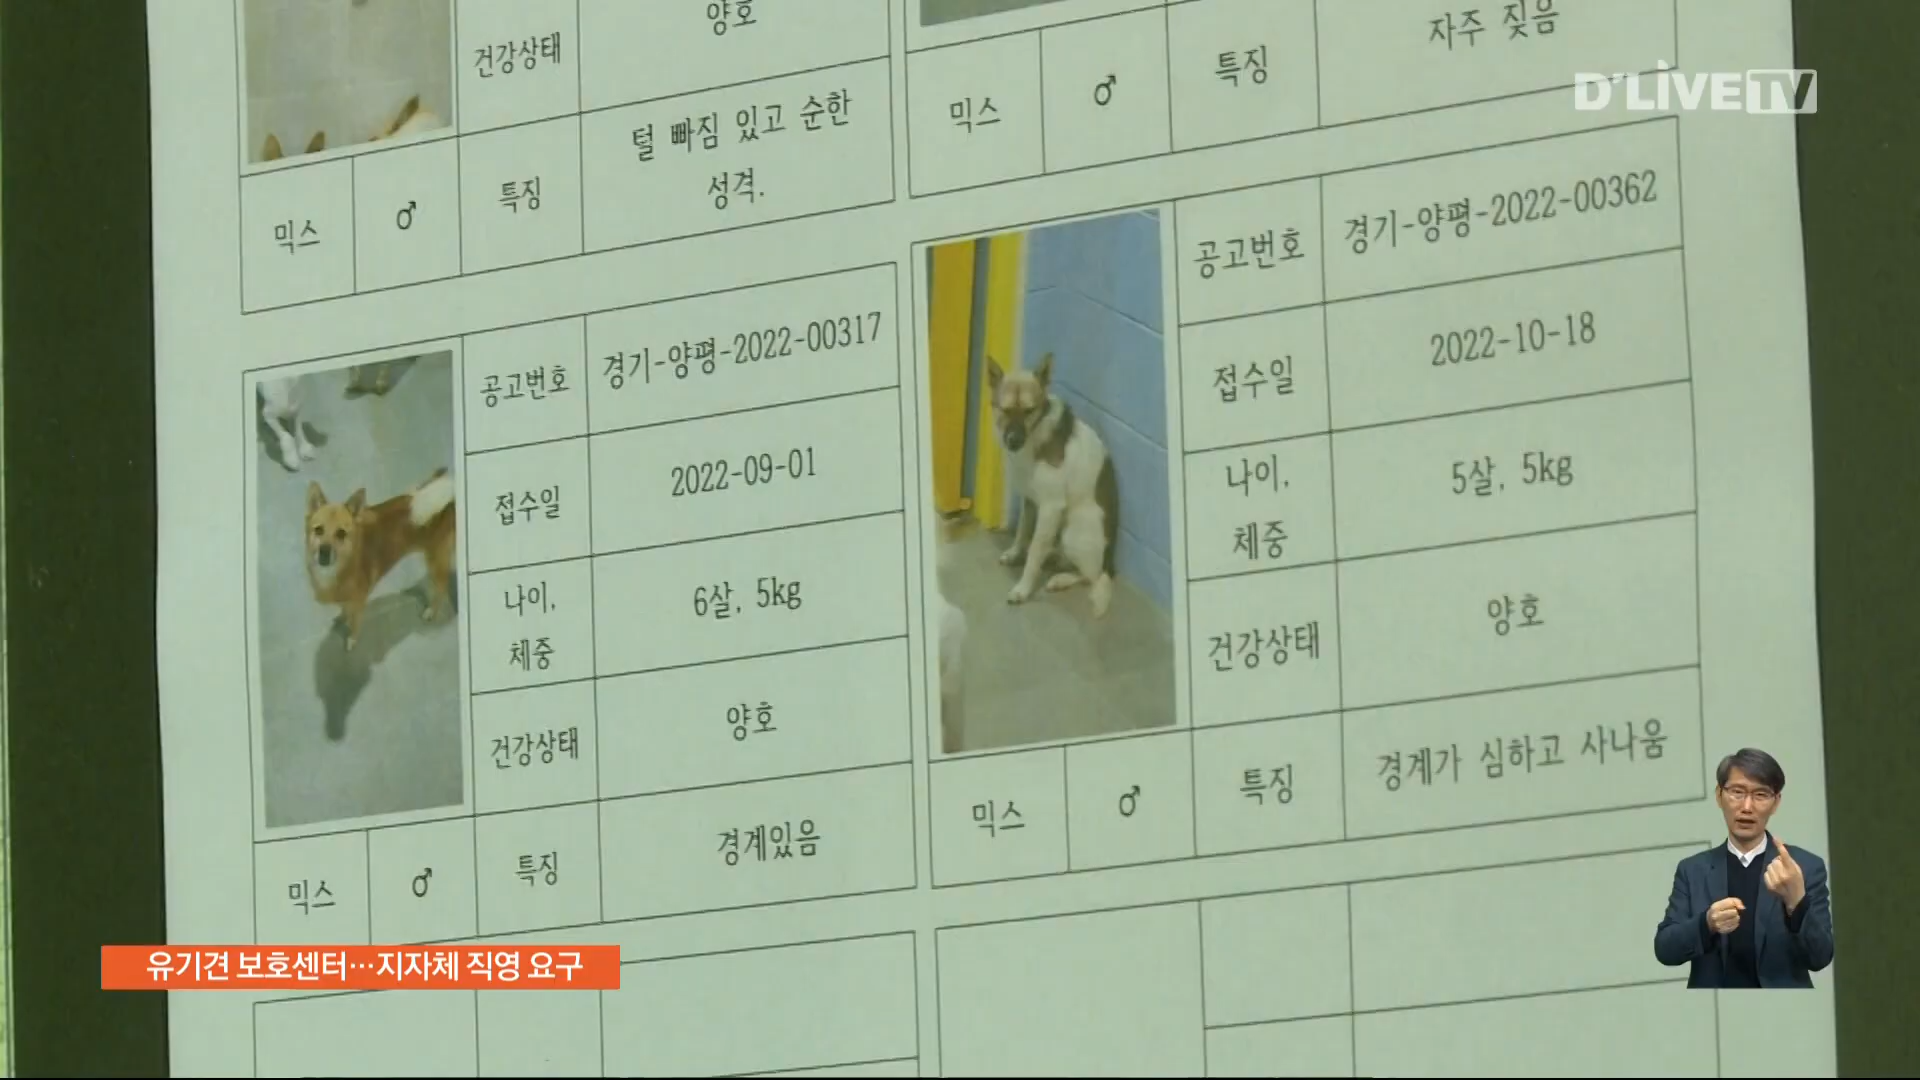 건강상태
양호
믹스
♂
특징
털 빠짐 있고 순한
성격.
믹스
♂
특징
자주 짖음
D'LIVE TV
공고번호
경기-양평-2022-00317
접수일
2022-09-01
나이,
체중
6살, 5kg
건강상태
양호
믹스
♂
특징
경계있음
공고번호
경기-양평-2022-00362
접수일
2022-10-18
나이,
체중
5살, 5kg
건강상태
양호
믹스
♂
특징
경계가 심하고 사나움
유기견 보호센터…지자체 직영 요구